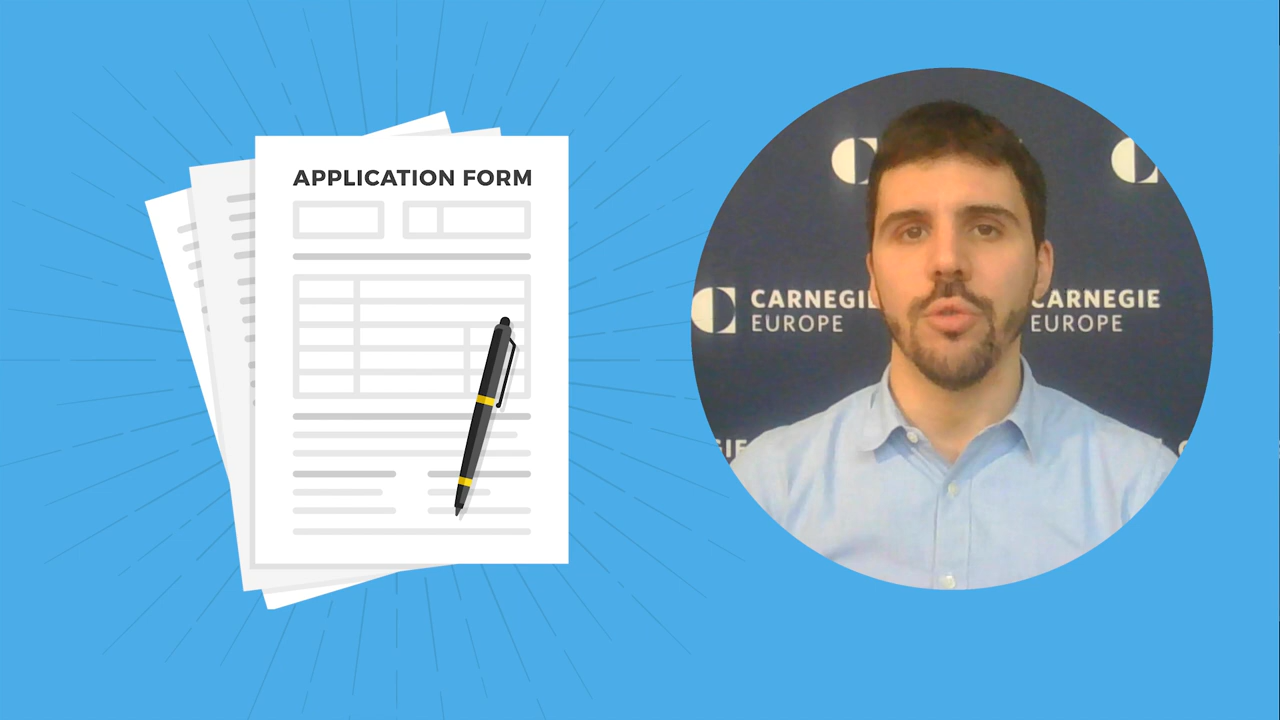 APPLICATION FORM
CARNEGIE
EUROPE
CARNEGIE
EUROPE